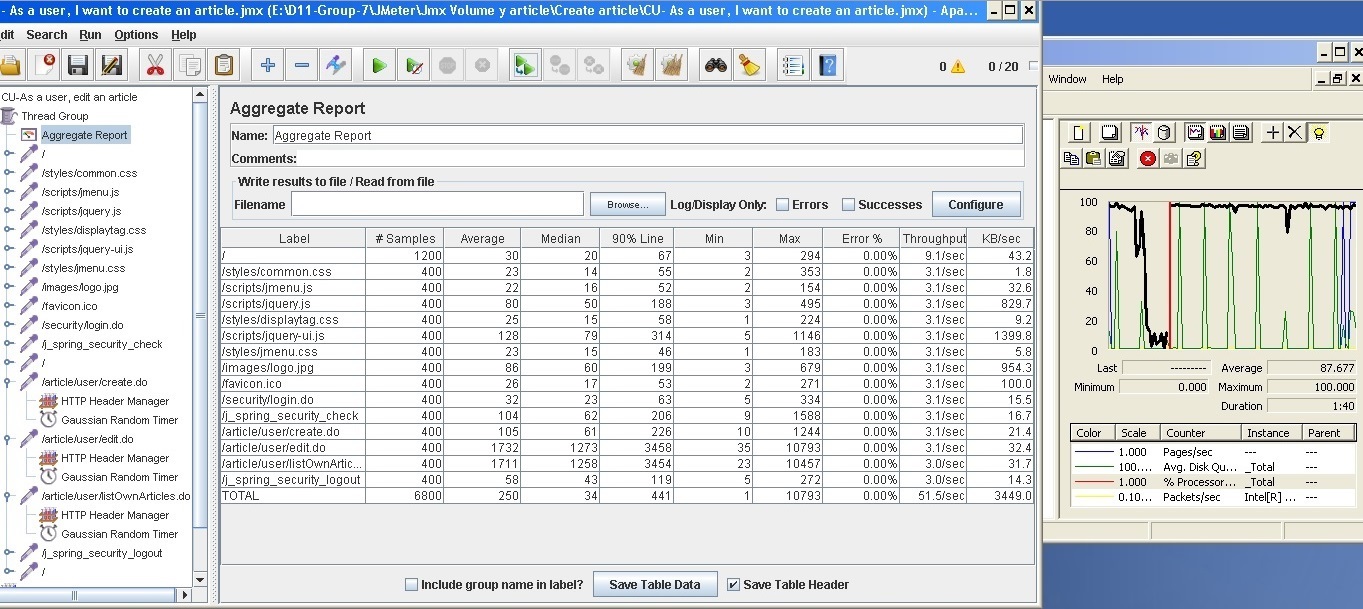 - As a user, I want to create an article.jmx (E:\D11-Group-7\JMeter\Jmx Volume y article\Create article\CU- As a user, I want to create an article.jmx) - Apa...
dit Search Run Options Help
0 0 / 20
CU-As a user, edit an article
Thread Group
Aggregate Report
/
/styles/common.css
/scripts/jmenu.js
/scripts/jquery.js
/styles/displaytag.css
/scripts/jquery-ui.js
/styles/jmenu.css
/images/logo.jpg
/favicon.ico
/security/login.do
/j_spring_security_check
/
/article/user/create.do
HTTP Header Manager
Gaussian Random Timer
/article/user/edit.do
HTTP Header Manager
Gaussian Random Timer
/article/user/listOwnArticles.do
HTTP Header Manager
Gaussian Random Timer
/j_spring_security_logout
/
Aggregate Report
Name: Aggregate Report
Comments:
Write results to file / Read from file
Filename Browse... Log/Display Only: Errors Successes Configure
Label # Samples Average Median 90% Line Min Max Error % Throughput KB/sec
/ 1200 30 20 67 3 294 0.00% 9.1/sec 43.2
/styles/common.css 400 23 14 55 2 353 0.00% 3.1/sec 1.8
/scripts/jmenu.js 400 22 16 52 2 154 0.00% 3.1/sec 32.6
/scripts/jquery.js 400 80 50 188 3 495 0.00% 3.1/sec 829.7
/styles/displaytag.css 400 25 15 58 1 224 0.00% 3.1/sec 9.2
/scripts/jquery-ui.js 400 128 79 314 5 1146 0.00% 3.1/sec 1399.8
/styles/jmenu.css 400 23 15 46 1 183 0.00% 3.1/sec 5.8
/images/logo.jpg 400 86 60 199 3 679 0.00% 3.1/sec 954.3
/favicon.ico 400 26 17 53 2 271 0.00% 3.1/sec 100.0
/security/login.do 400 32 23 63 5 334 0.00% 3.1/sec 15.5
/j_spring_security_check 400 104 62 206 9 1588 0.00% 3.1/sec 16.7
/article/user/create.do 400 105 61 226 10 1244 0.00% 3.1/sec 21.4
/article/user/edit.do 400 1732 1273 3458 35 10793 0.00% 3.1/sec 32.4
/article/user/listOwnArtic... 400 1711 1258 3454 23 10457 0.00% 3.0/sec 31.7
/j_spring_security_logout 400 58 43 119 5 272 0.00% 3.0/sec 14.3
TOTAL 6800 250 34 441 1 10793 0.00% 51.5/sec 3449.0
Include group name in label? Save Table Data Save Table Header
Window Help
100
80
60
40
20
0
Last --------- Average 87.677
Minimum 0.000 Maximum 100.000
Duration 1:40
Color Scale Counter Instance Parent
1.000 Pages/sec --- ---
100.... Avg. Disk Qu... _Total ---
1.000 % Processor... _Total ---
0.10... Packets/sec Intel[R] ... ---